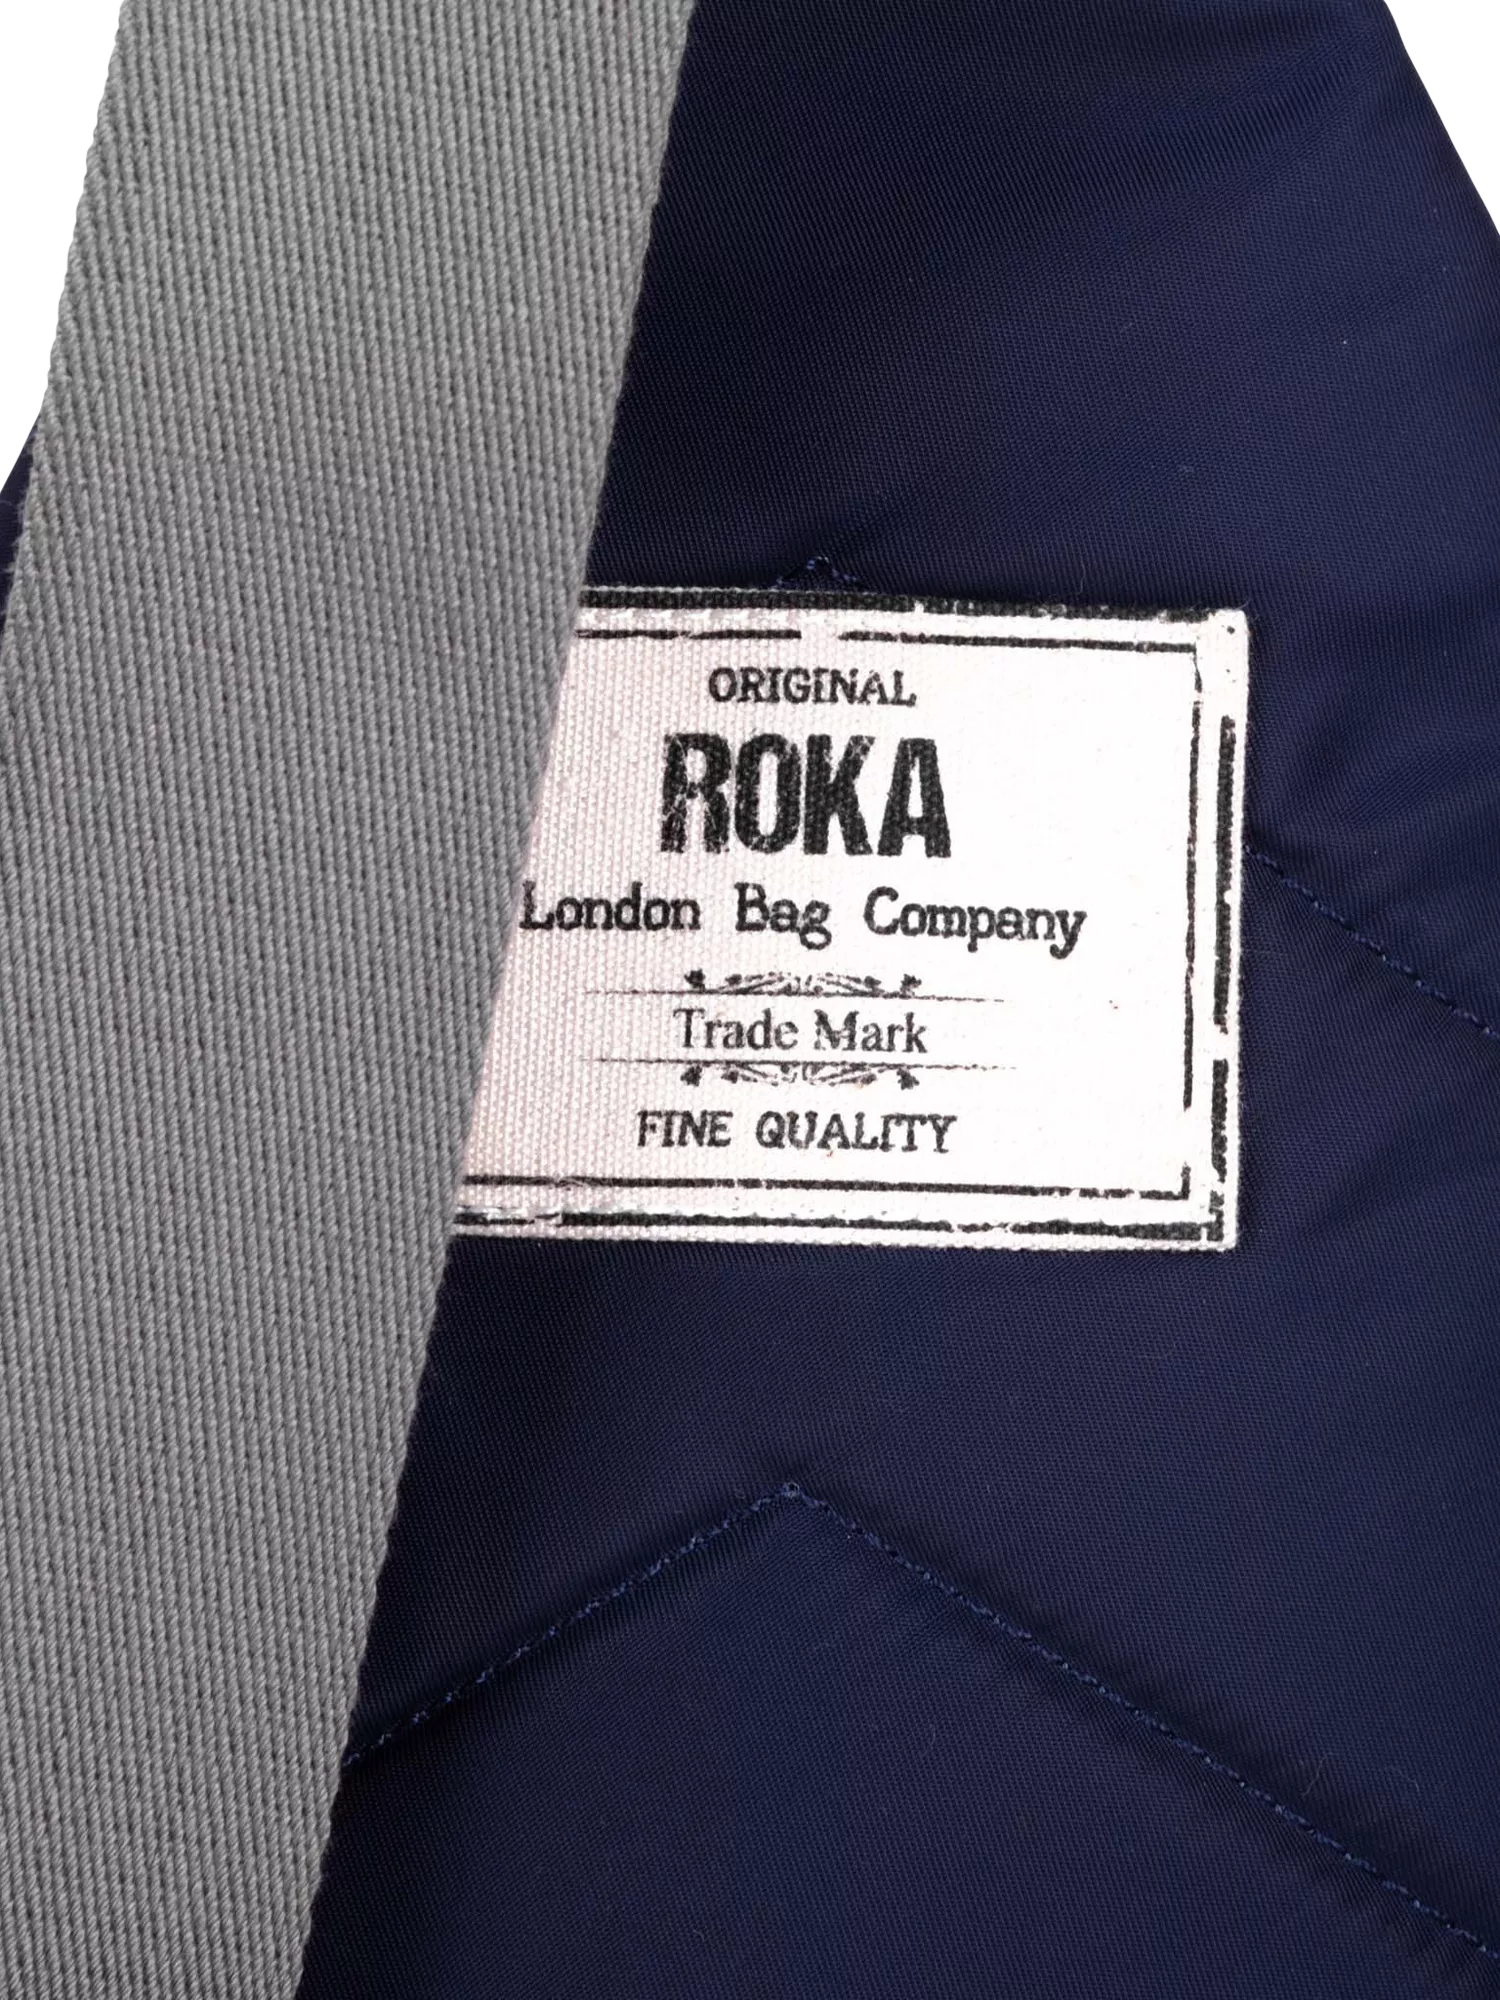 ORIGINAL
ROKA
London Bag Company
Trade Mark
FINE QUALITY